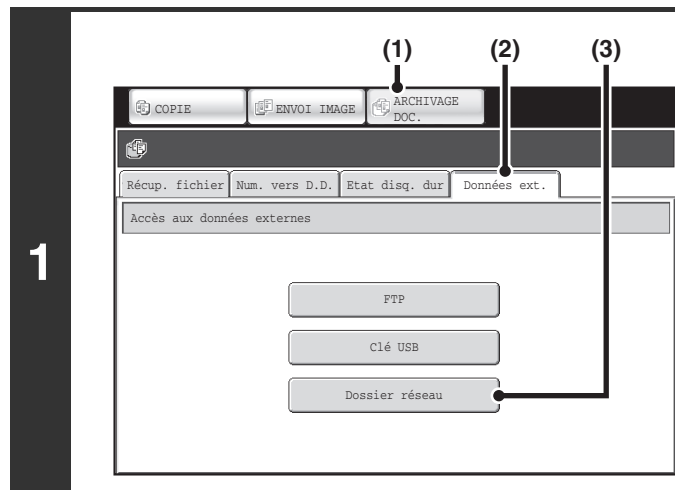 1
(1) (2) (3)
COPIE ENVOI IMAGE ARCHIVAGE
DOC.
Récup. fichier Num. vers D.D. Etat disq. dur Données ext.
Accès aux données externes
FTP
Clé USB
Dossier réseau